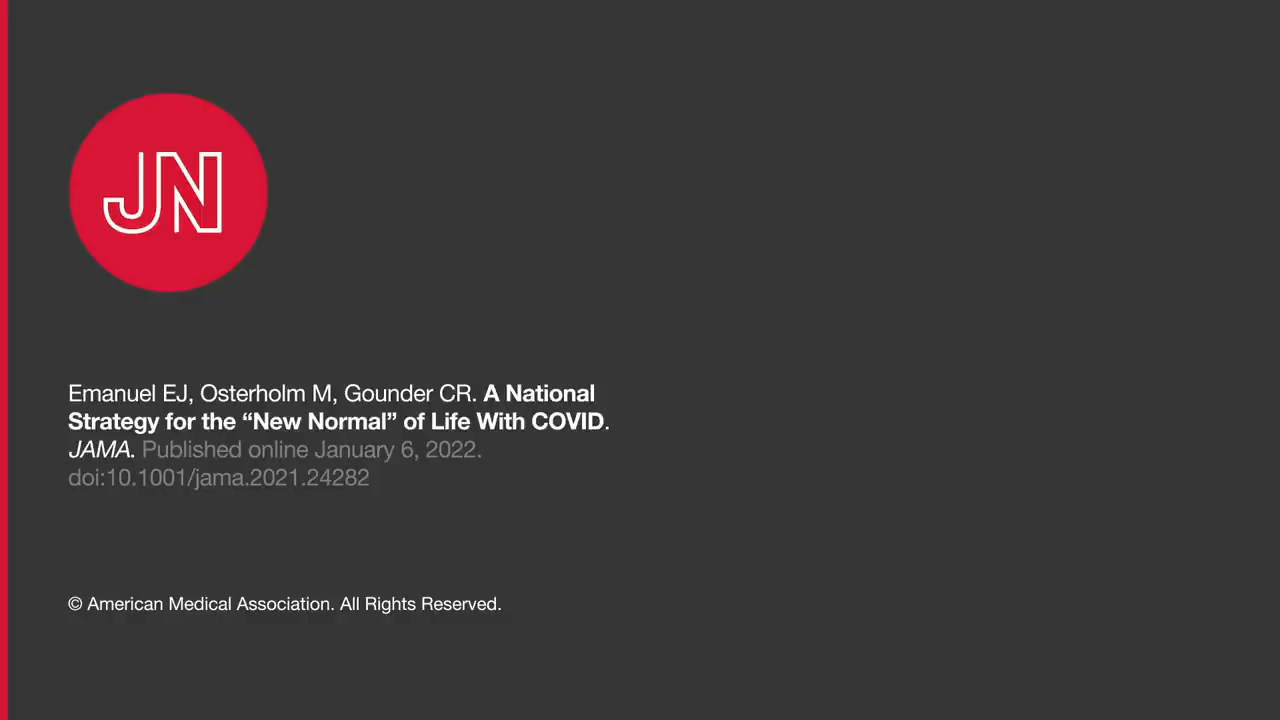 JN
Emanuel EJ, Osterholm M, Gounder CR. A National
Strategy for the “New Normal” of Life With COVID.
JAMA. Published online January 6, 2022.
doi:10.1001/jama.2021.24282
© American Medical Association. All Rights Reserved.